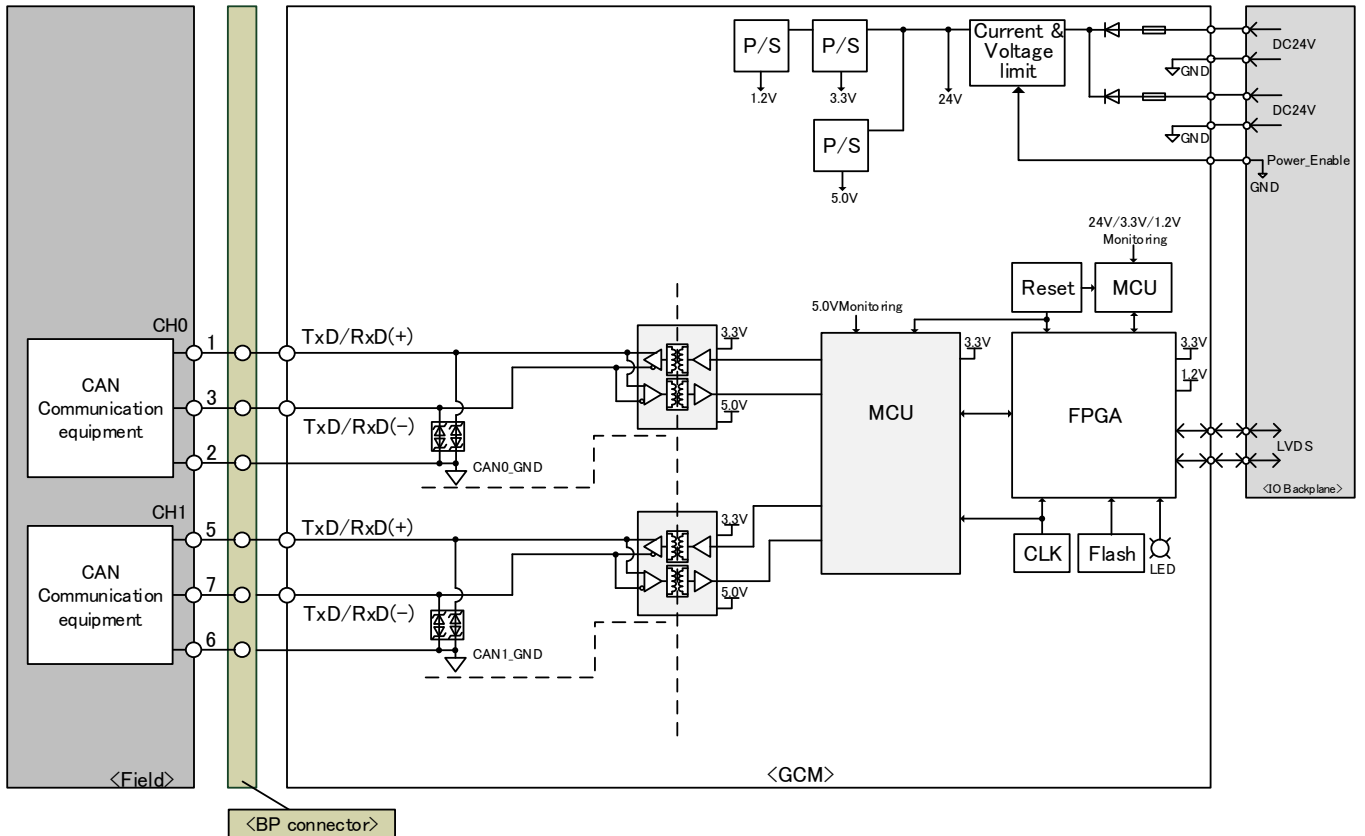 P/S
P/S
Current &
Voltage
limit
DC24V
GND
1.2V
3.3V
24V
DC24V
P/S
GND
Power_Enable
GND
5.0V
24V/3.3V/1.2V
Monitoring
Reset
MCU
5.0VMonitoring
CH0
1
TxD/RxD(+)
3.3V
3.3V
3.3V
CAN
Communication
equipment
1.2V
3
TxD/RxD(-)
5.0V
MCU
FPGA
LVDS
2
CAN0_GND
<IO Backplane>
CH1
5
TxD/RxD(+)
3.3V
CLK
Flash
LED
CAN
Communication
equipment
7
TxD/RxD(-)
5.0V
6
CAN1_GND
<Field>
<GCM>
<BP connector>